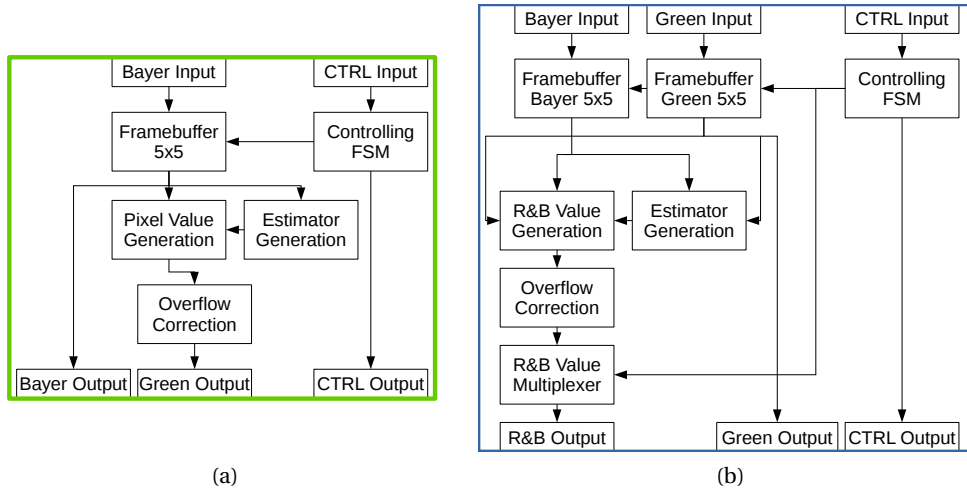 Bayer Input
CTRL Input
Framebuffer
5x5
Controlling
FSM
Pixel Value
Generation
Estimator
Generation
Overflow
Correction
Bayer Output
Green Output
CTRL Output
(a)
Bayer Input
Green Input
CTRL Input
Framebuffer
Bayer 5x5
Framebuffer
Green 5x5
Controlling
FSM
R&B Value
Generation
Estimator
Generation
Overflow
Correction
R&B Value
Multiplexer
R&B Output
Green Output
CTRL Output
(b)